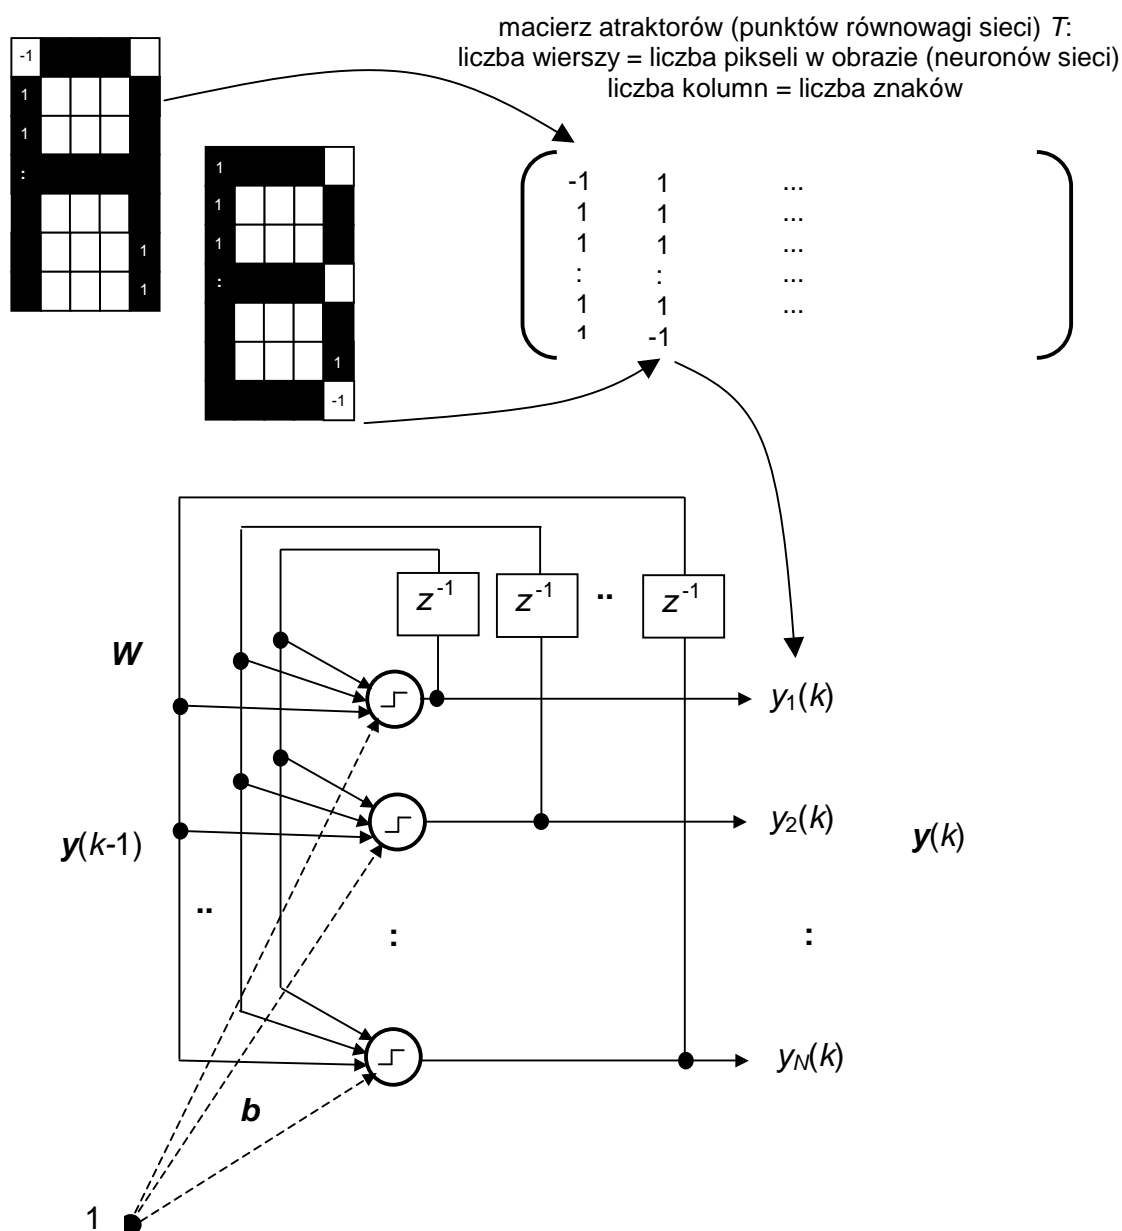 macierz atraktorów (punktów równowagi sieci) T:
liczba wierszy = liczba pikseli w obrazie (neuronów sieci)
liczba kolumn = liczba znaków
-1
1
1
:
1
1
1
1
1
:
1
-1
-1 1 ...
1 1 ...
1 1 ...
: : ...
1 1 ...
1 -1
z⁻¹ z⁻¹ .. z⁻¹
W
y₁(k)
y₂(k)
y(k-1)
y(k)
..
:
:
y_N(k)
b
1